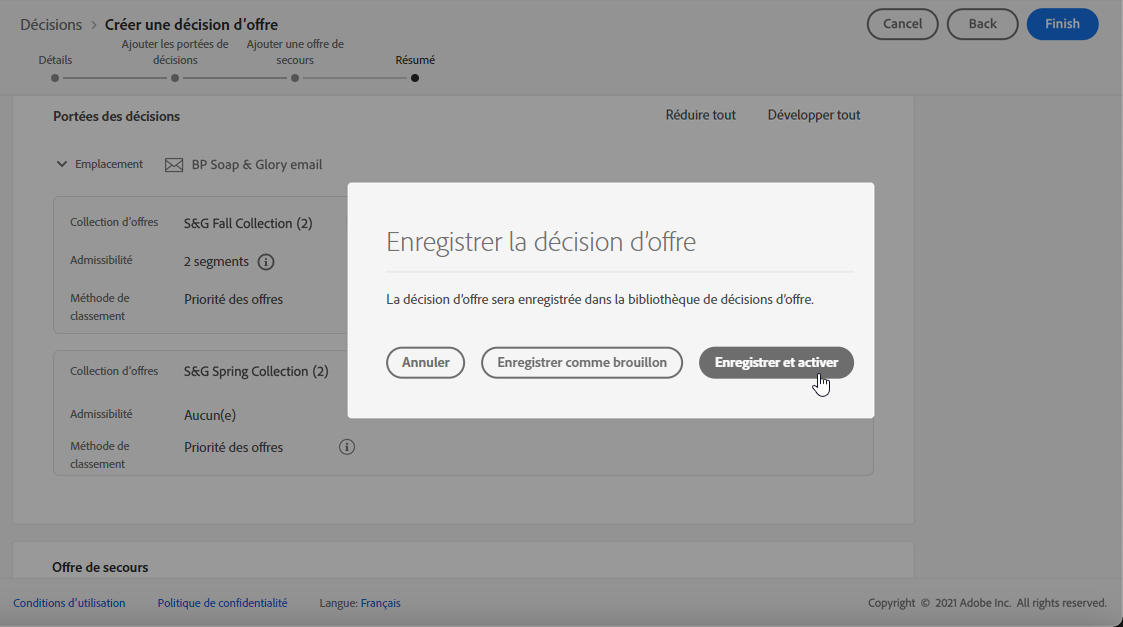 Décisions > Créer une décision d’offre
Cancel
Back
Finish
Détails
Ajouter les portées de
décisions
Ajouter une offre de
secours
Résumé
Portées des décisions
Réduire tout
Développer tout
Emplacement
BP Soap & Glory email
Collection d’offres
S&G Fall Collection (2)
Admissibilité
2 segments
Méthode de
classement
Priorité des offres
Collection d’offres
S&G Spring Collection (2)
Admissibilité
Aucun(e)
Méthode de
classement
Priorité des offres
Enregistrer la décision d’offre
La décision d’offre sera enregistrée dans la bibliothèque de décisions d’offre.
Annuler
Enregistrer comme brouillon
Enregistrer et activer
Offre de secours
Conditions d’utilisation
Politique de confidentialité
Langue: Français
Copyright © 2021 Adobe Inc. All rights reserved.